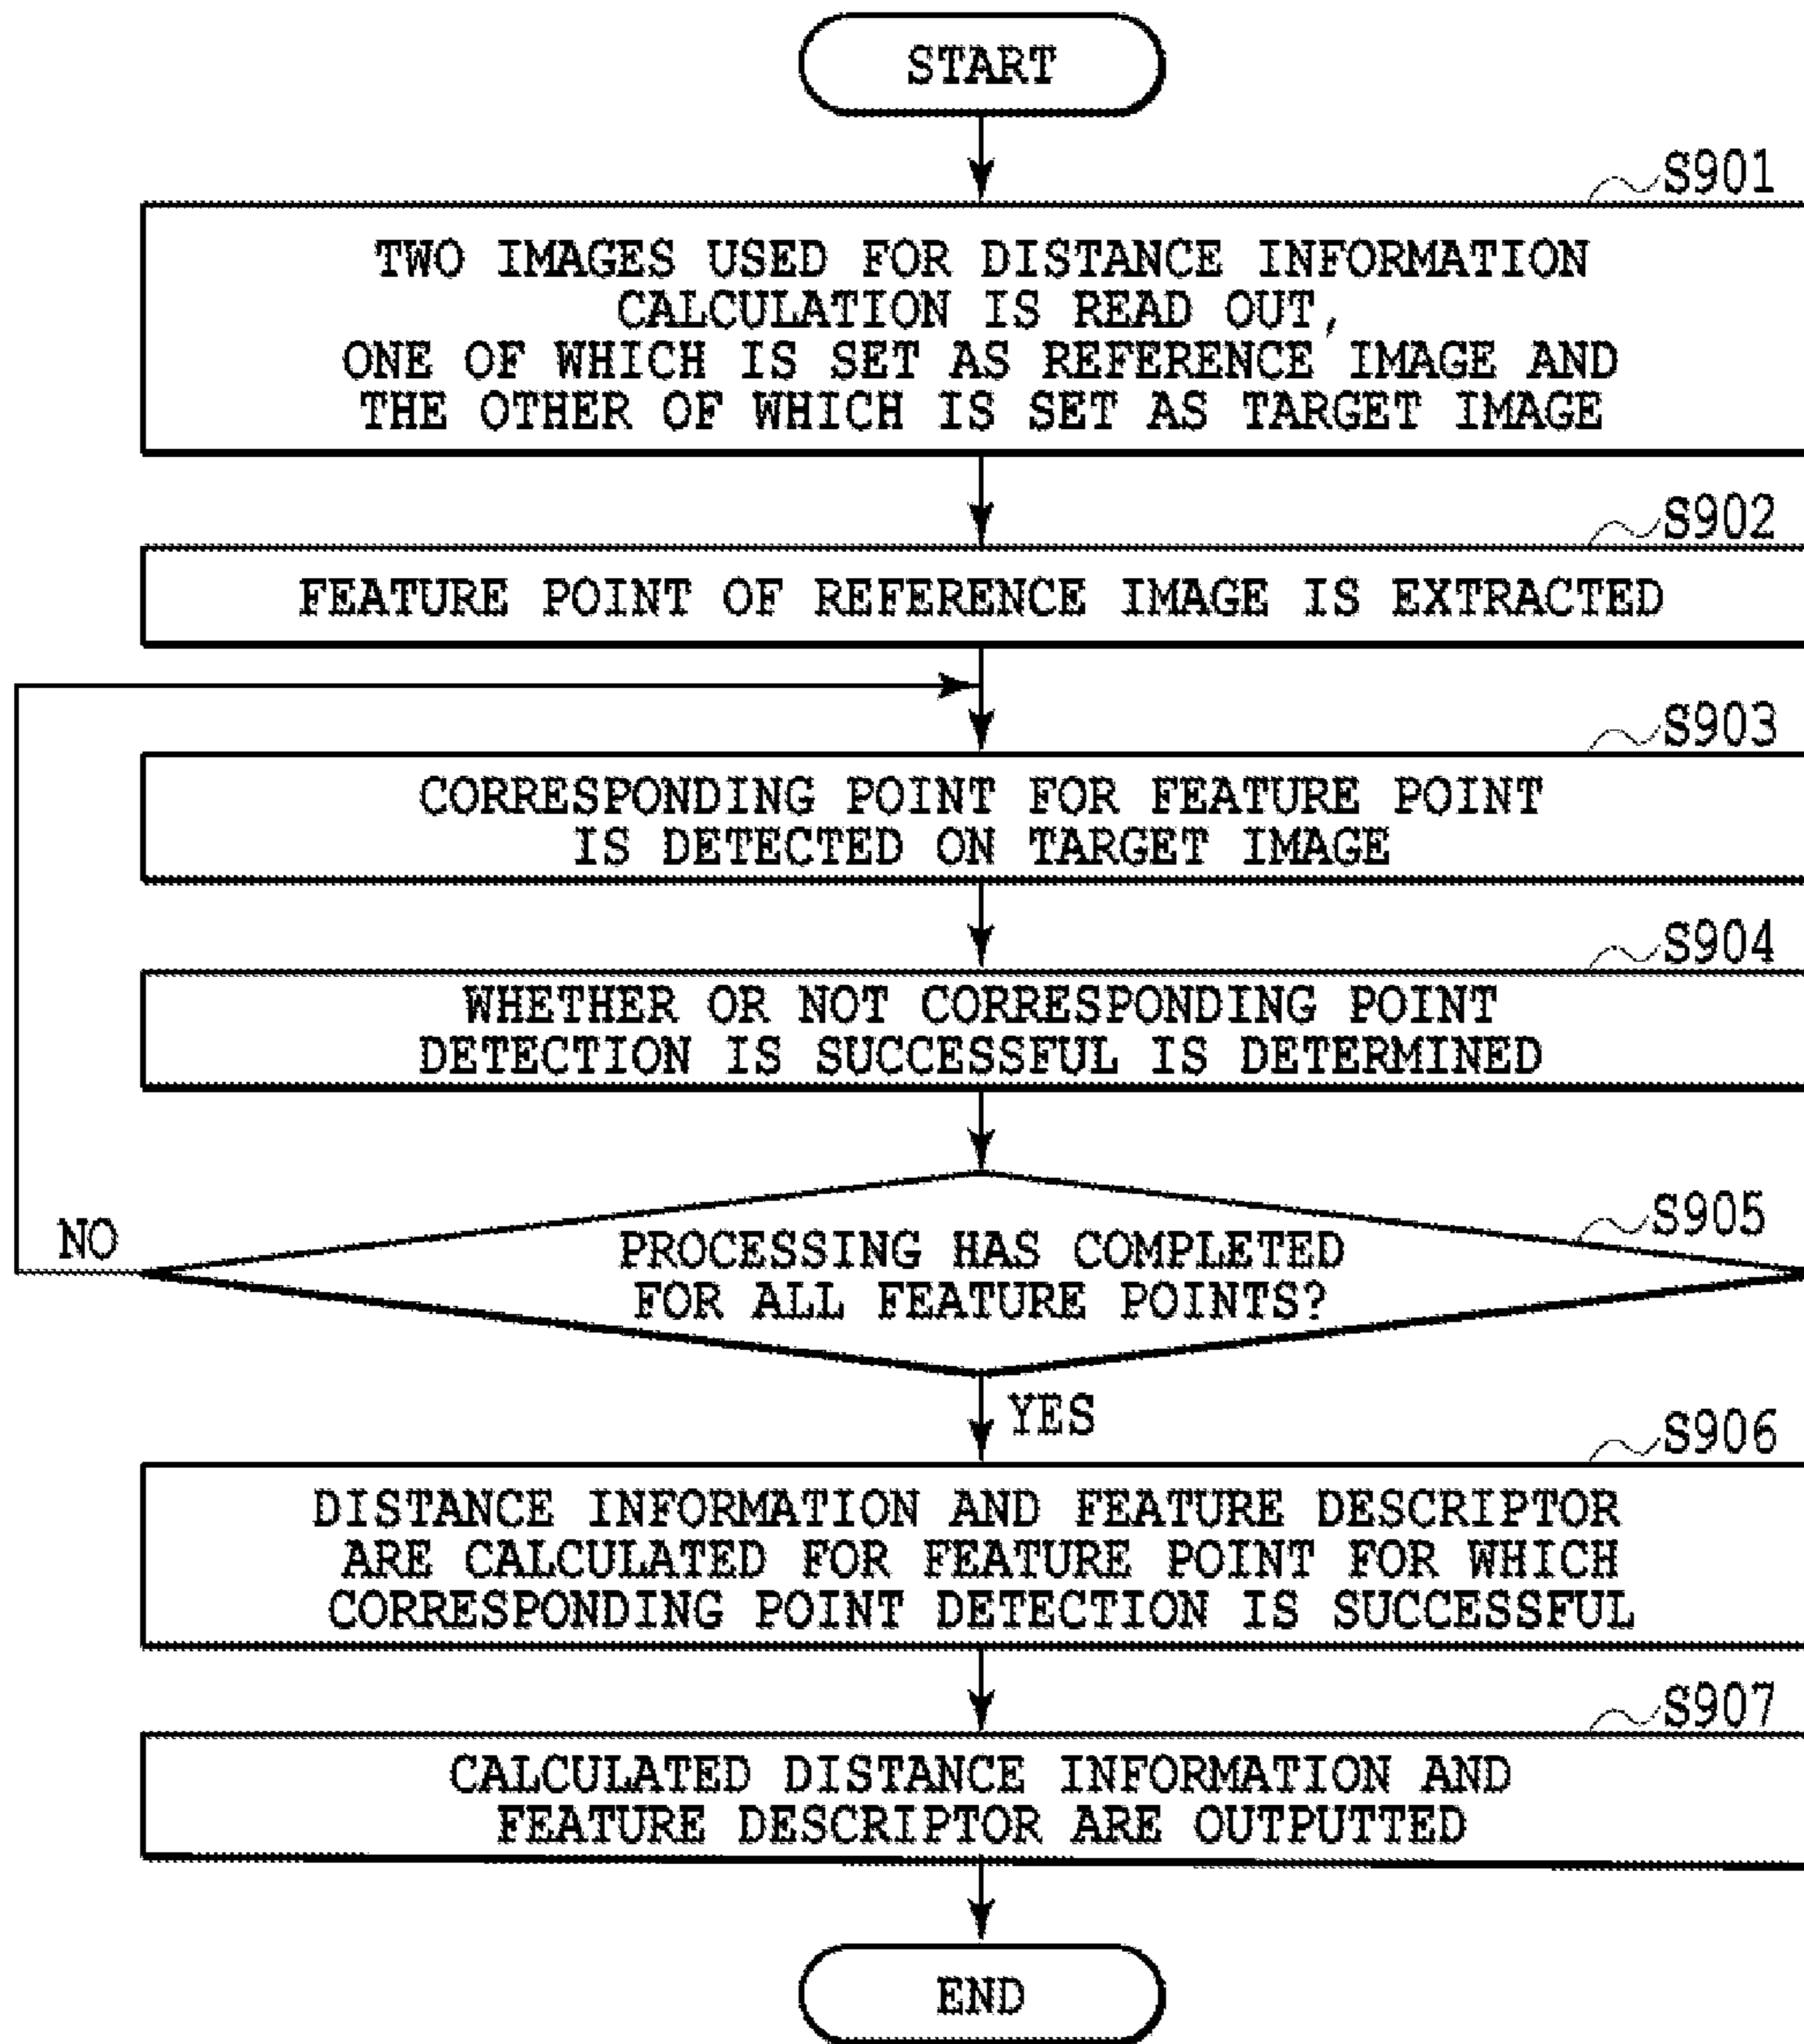 START
S901
TWO IMAGES USED FOR DISTANCE INFORMATION
CALCULATION IS READ OUT,
ONE OF WHICH IS SET AS REFERENCE IMAGE AND
THE OTHER OF WHICH IS SET AS TARGET IMAGE
S902
FEATURE POINT OF REFERENCE IMAGE IS EXTRACTED
S903
CORRESPONDING POINT FOR FEATURE POINT
IS DETECTED ON TARGET IMAGE
S904
WHETHER OR NOT CORRESPONDING POINT
DETECTION IS SUCCESSFUL IS DETERMINED
S905
NO
PROCESSING HAS COMPLETED
FOR ALL FEATURE POINTS?
YES
S906
DISTANCE INFORMATION AND FEATURE DESCRIPTOR
ARE CALCULATED FOR FEATURE POINT FOR WHICH
CORRESPONDING POINT DETECTION IS SUCCESSFUL
S907
CALCULATED DISTANCE INFORMATION AND
FEATURE DESCRIPTOR ARE OUTPUTTED
END